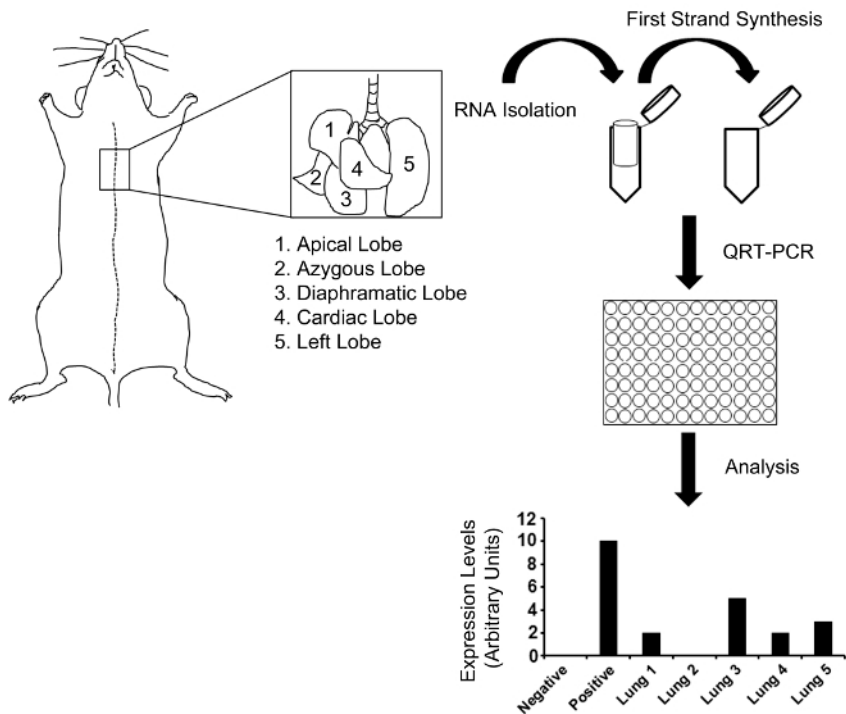 First Strand Synthesis
RNA Isolation
1
2
3
4
5
1. Apical Lobe
2. Azygous Lobe
3. Diaphramatic Lobe
4. Cardiac Lobe
5. Left Lobe
QRT-PCR
Analysis
Expression Levels
(Arbitrary Units)
12
10
8
6
4
2
0
Negative
Positive
Lung 1
Lung 2
Lung 3
Lung 4
Lung 5